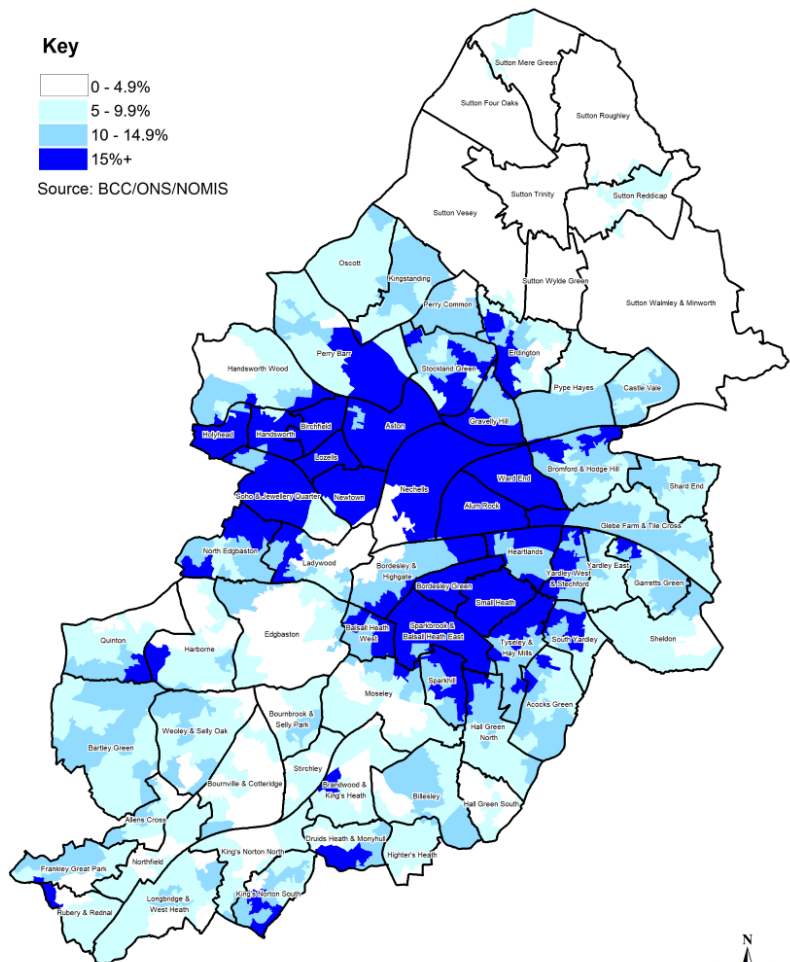 Key
0 - 4.9%
5 - 9.9%
10 - 14.9%
15%+
Source: BCC/ONS/NOMIS
Sutton Mere Green
Sutton Four Oaks
Sutton Roughley
Sutton Trinity
Sutton Reddicap
Sutton Vesey
Sutton Wylde Green
Sutton Walmley & Minworth
Oscott
Kingstanding
Perry Common
Perry Barr
Erdington
Handsworth Wood
Stockland Green
Pype Hayes
Castle Vale
Gravelly Hill
Holyhead
Handsworth
Birchfield
Aston
Lozells
Bromford & Hodge Hill
Ward End
Shard End
Soho & Jewellery Quarter
Newtown
Nechells
Alum Rock
Glebe Farm & Tile Cross
North Edgbaston
Ladywood
Bordesley &
Highgate
Heartlands
Bordesley Green
Yardley West
& Stechford
Yardley East
Garretts Green
Small Heath
Quinton
Harborne
Edgbaston
Balsall Heath
West
Sparkbrook &
Balsall Heath East
Tyseley &
Hay Mills
South Yardley
Sheldon
Sparkhill
Moseley
Acocks Green
Hall Green
North
Bartley Green
Weoley & Selly Oak
Bournbrook &
Selly Park
Stirchley
Bournville & Cotteridge
Brandwood &
King's Heath
Billesley
Hall Green South
Allens Cross
Druids Heath & Monyhull
Highter's Heath
King's Norton North
Northfield
Frankley Great Park
King's Norton South
Longbridge &
West Heath
Rubery & Rednal
N